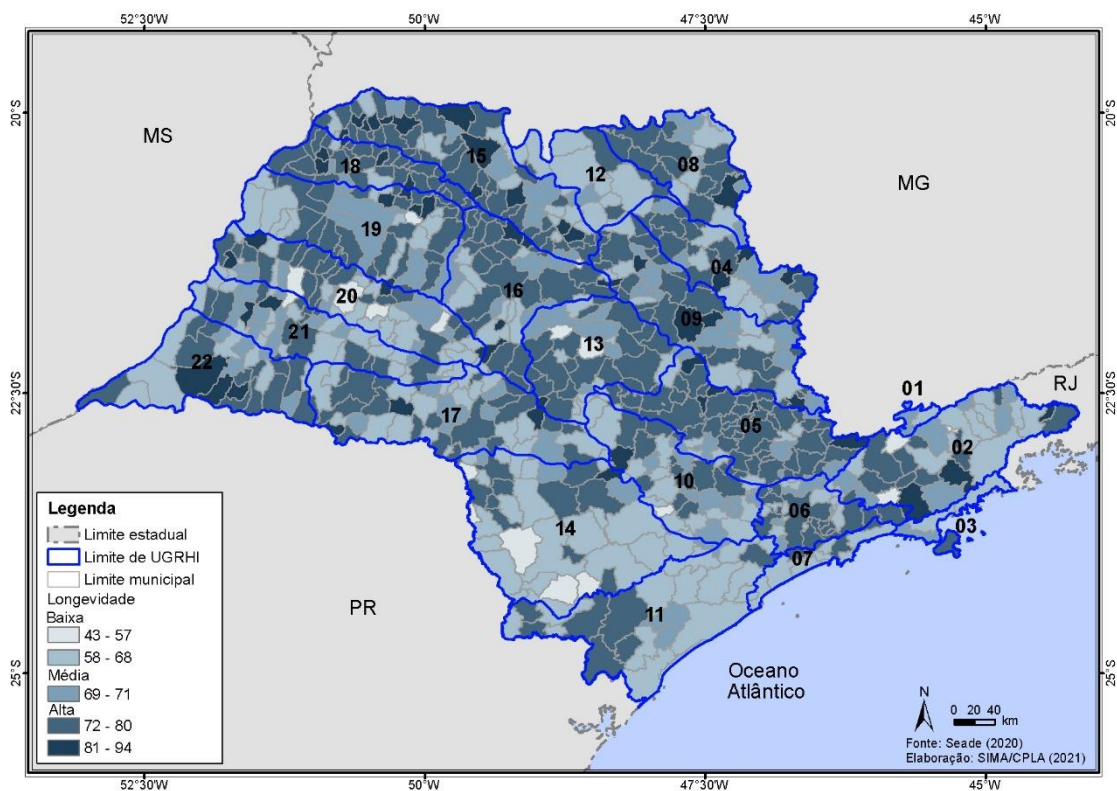 52°30'W 50°W 47°30'W 45°W
20°S 20°S
MS
MG
15
08
18
12
19
04
16
20
09
13
21
22
22°30'S RJ 22°30'S
01
17
05
02
10
06
03
14
07
11
PR
25°S 25°S
Oceano
Atlântico
Legenda
Limite estadual
Limite de UGRHI
Limite municipal
Longevidade
Baixa
43 - 57
58 - 68
Média
69 - 71
Alta
72 - 80
81 - 94
N
0 20 40
km
Fonte: Seade (2020)
Elaboração: SIMA/CPLA (2021)
52°30'W 50°W 47°30'W 45°W